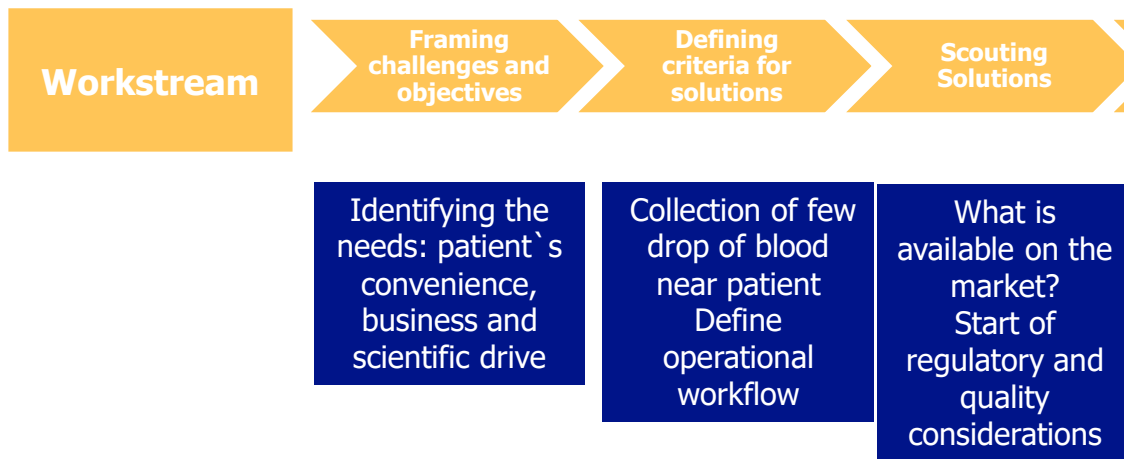 Workstream
Framing
challenges and
objectives
Defining
criteria for
solutions
Scouting
Solutions
Identifying the
needs: patient`s
convenience,
business and
scientific drive
Collection of few
drop of blood
near patient
Define
operational
workflow
What is
available on the
market?
Start of
regulatory and
quality
considerations